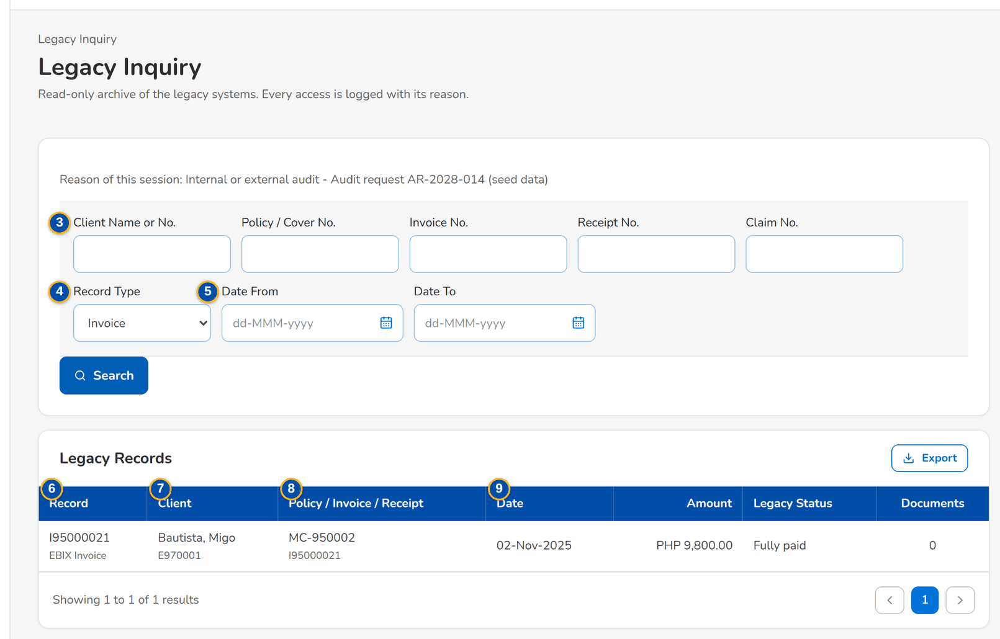 Legacy Inquiry
Legacy Inquiry
Read-only archive of the legacy systems. Every access is logged with its reason.
Reason of this session: Internal or external audit - Audit request AR-2028-014 (seed data)
3 Client Name or No. Policy / Cover No. Invoice No. Receipt No. Claim No.
4 Record Type 5 Date From Date To
Invoice dd-MMM-yyyy dd-MMM-yyyy
Search
Legacy Records Export
6 7 8 9
Record Client Policy / Invoice / Receipt Date Amount Legacy Status Documents
I95000021 Bautista, Migo MC-950002 02-Nov-2025 PHP 9,800.00 Fully paid 0
EBIX Invoice E970001 I95000021
Showing 1 to 1 of 1 results 1